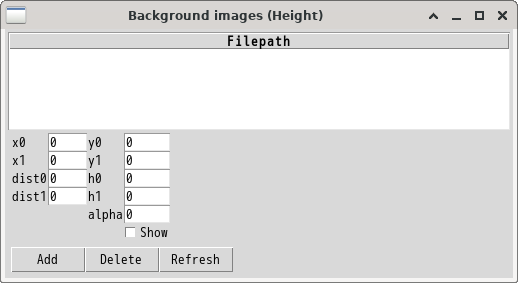 Background images (Height)
Filepath
x0 0 y0 0
x1 0 y1 0
dist0 0 h0 0
dist1 0 h1 0
alpha 0
Show
Add Delete Refresh